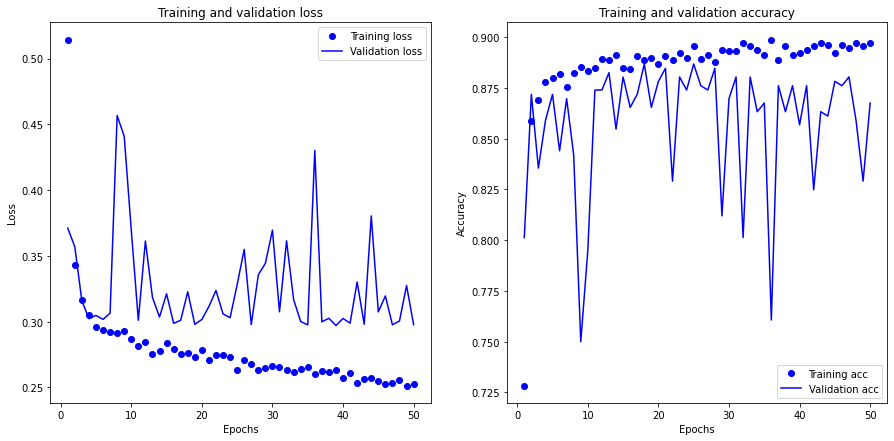 Training and validation loss
Training loss
Validation loss
0.50
0.45
0.40
0.35
0.30
0.25
Loss
0
10
20
30
40
50
Epochs
Training and validation accuracy
0.900
0.875
0.850
0.825
0.800
0.775
0.750
0.725
Accuracy
Training acc
Validation acc
0
10
20
30
40
50
Epochs